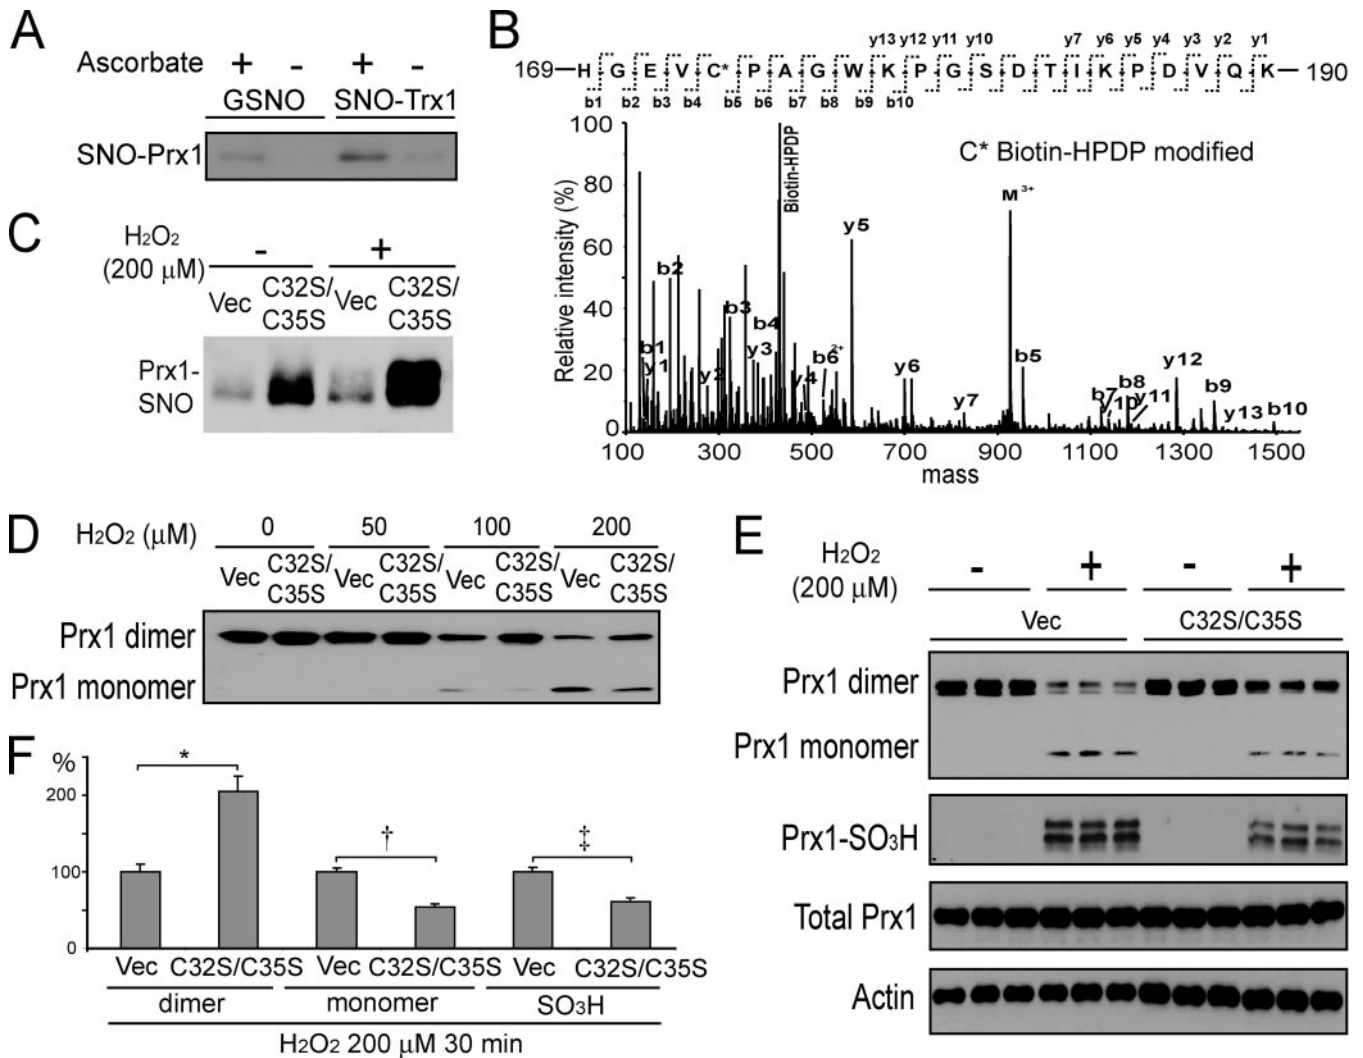 A
Ascorbate + - + -
GSNO SNO-Trx1
SNO-Prx1
B
y13 y12 y11 y10 y7 y6 y5 y4 y3 y2 y1
169 H G E V C* P A G W K P G S D T I K P D V Q K 190
b1 b2 b3 b4 b5 b6 b7 b8 b9 b10
C* Biotin-HPDP modified
Relative intensity (%)
100
80
60
40
20
0
Biotin-HPDP
M 3+
y5
b2
b3
b4
b1
y1
y2
y3
y4
b6 2+
y6
y7
b5
b7
b8
y11
y12
b9
y13
b10
100 300 500 700 900 1100 1300 1500
mass
C
H2O2
(200 µM)
- +
Vec C32S/C35S Vec C32S/C35S
Prx1-
SNO
D
H2O2 (µM) 0 50 100 200
Vec C32S/C35S Vec C32S/C35S Vec C32S/C35S Vec C32S/C35S
Prx1 dimer
Prx1 monomer
E
H2O2
(200 µM)
- + - +
Vec C32S/C35S
Prx1 dimer
Prx1 monomer
Prx1-SO3H
Total Prx1
Actin
F
%
200
100
0
* † ‡
Vec C32S/C35S Vec C32S/C35S Vec C32S/C35S
dimer monomer SO3H
H2O2 200 µM 30 min